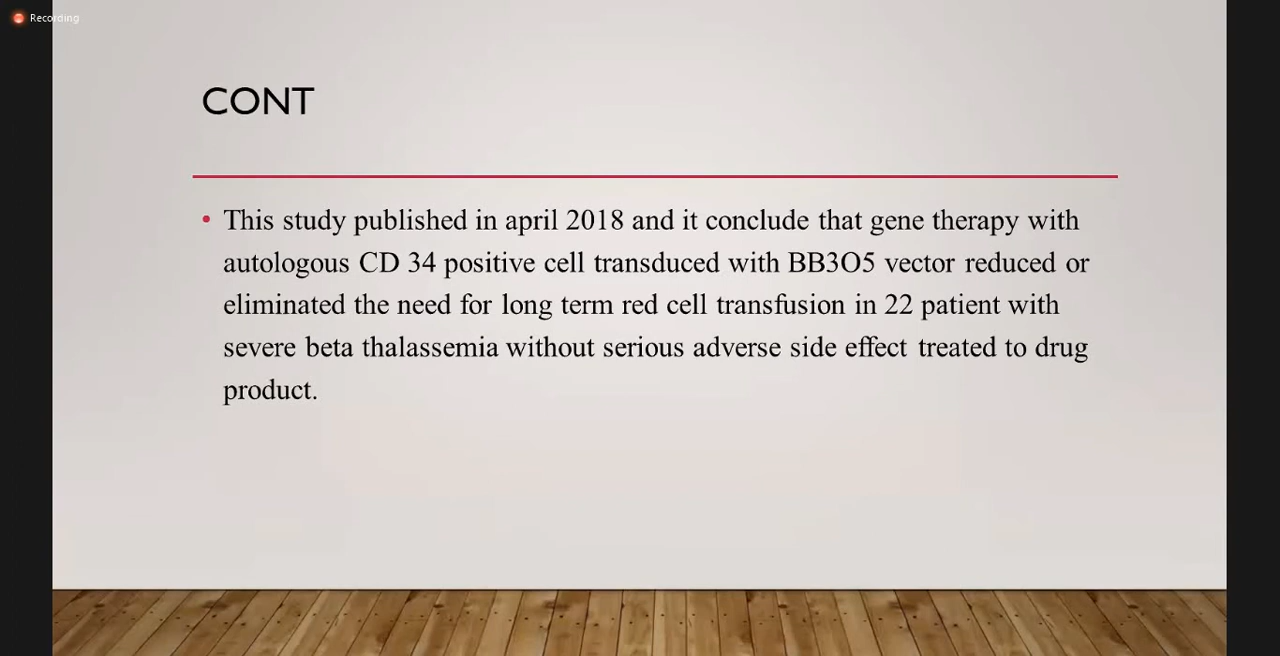 Recording
CONT
• This study published in april 2018 and it conclude that gene therapy with
autologous CD 34 positive cell transduced with BB3O5 vector reduced or
eliminated the need for long term red cell transfusion in 22 patient with
severe beta thalassemia without serious adverse side effect treated to drug
product.